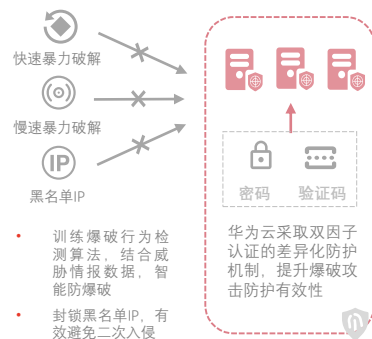 快速暴力破解
慢速暴力破解
IP
黑名单IP
密码
验证码
• 训练爆破行为检
测算法，结合威
胁情报数据，智
能防爆破
• 封锁黑名单IP，有
效避免二次入侵
华为云采取双因子
认证的差异化防护
机制，提升爆破攻
击防护有效性